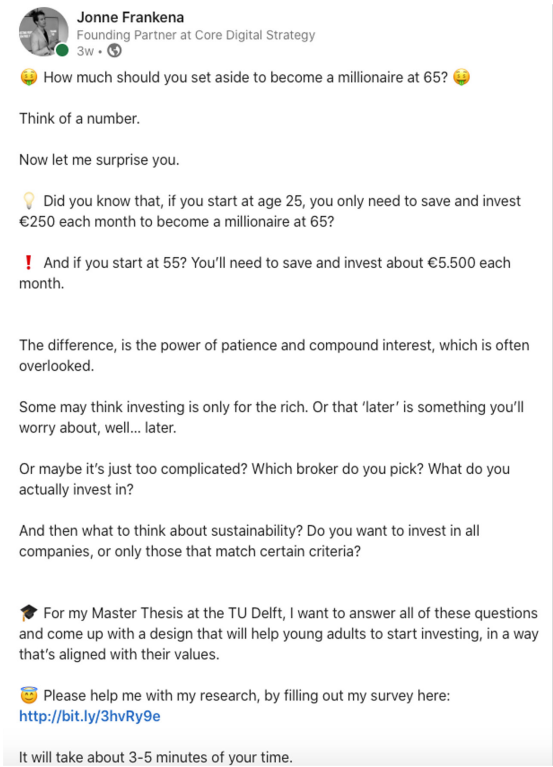 Jonne Frankena
Founding Partner at Core Digital Strategy
3w •
🤑 How much should you set aside to become a millionaire at 65? 🤑
Think of a number.
Now let me surprise you.
💡 Did you know that, if you start at age 25, you only need to save and invest
€250 each month to become a millionaire at 65?
❗ And if you start at 55? You'll need to save and invest about €5.500 each
month.
The difference, is the power of patience and compound interest, which is often
overlooked.
Some may think investing is only for the rich. Or that ‘later’ is something you'll
worry about, well... later.
Or maybe it's just too complicated? Which broker do you pick? What do you
actually invest in?
And then what to think about sustainability? Do you want to invest in all
companies, or only those that match certain criteria?
🎓 For my Master Thesis at the TU Delft, I want to answer all of these questions
and come up with a design that will help young adults to start investing, in a way
that's aligned with their values.
😇 Please help me with my research, by filling out my survey here:
http://bit.ly/3hvRy9e
It will take about 3-5 minutes of your time.